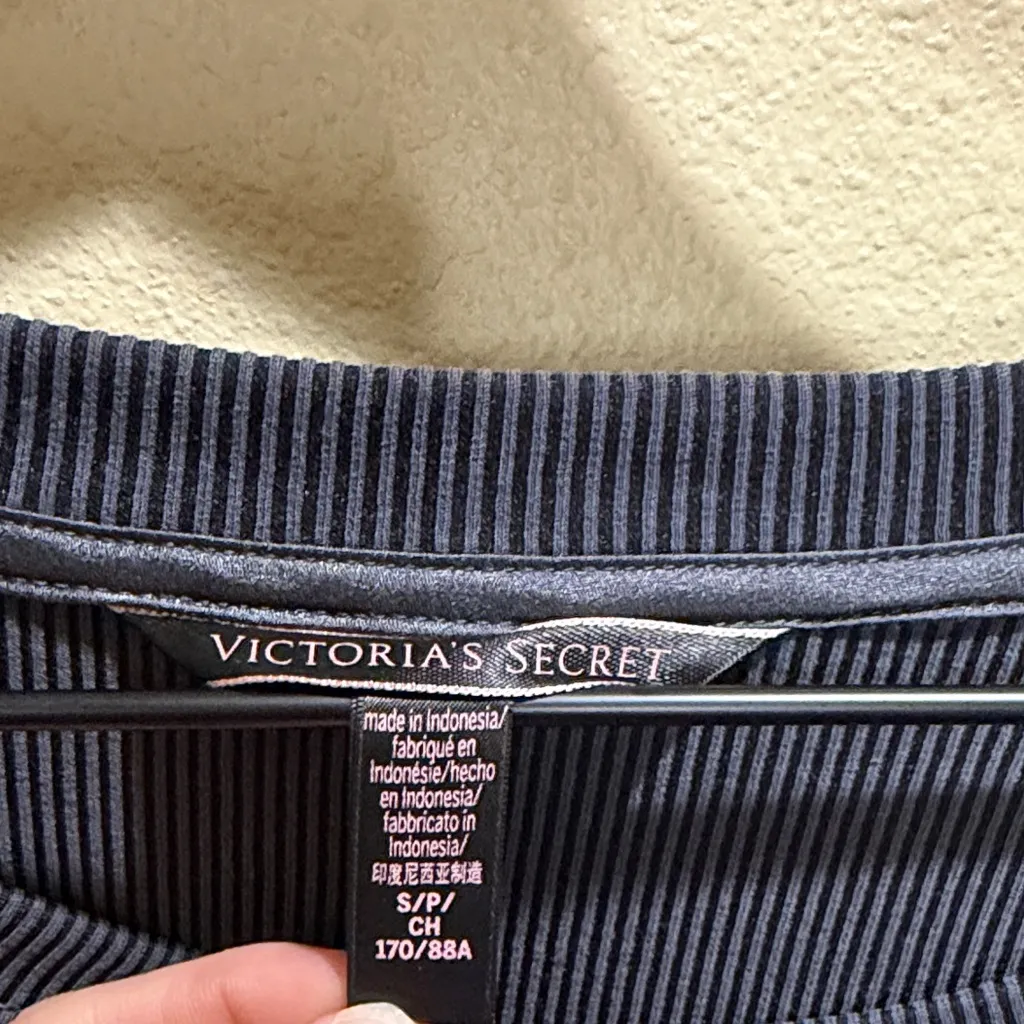 VICTORIA'S SECRET
made in Indonesia/
fabriqué en
Indonésie/hecho
en Indonesia/
fabbricato in
Indonesia/
印度尼西亚制造
S/P/
CH
170/88A